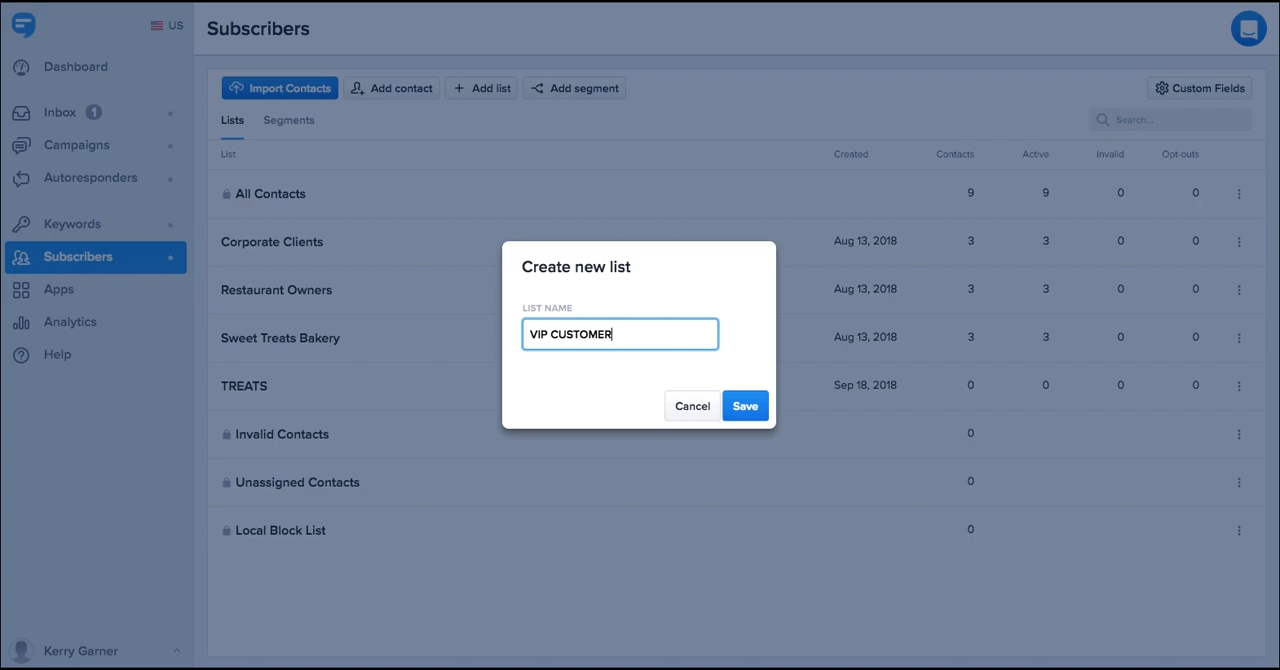 US
Subscribers
Dashboard
Inbox 1
Campaigns
Autoresponders
Keywords
Subscribers
Apps
Analytics
Help
Kerry Garner
Import Contacts Add contact Add list Add segment Custom Fields
Lists Segments Search...
List Created Contacts Active Invalid Opt-outs
All Contacts 9 9 0 0
Corporate Clients Aug 13, 2018 3 3 0 0
Restaurant Owners Aug 13, 2018 3 3 0 0
Sweet Treats Bakery Aug 13, 2018 3 3 0 0
TREATS Sep 18, 2018 0 0 0 0
Invalid Contacts 0
Unassigned Contacts 0
Local Block List 0
Create new list
LIST NAME
VIP CUSTOMER
Cancel Save